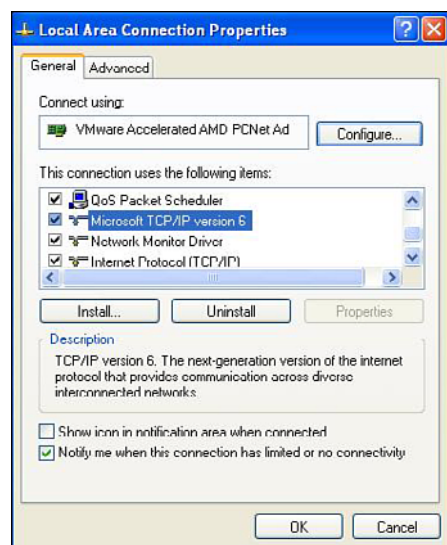 Local Area Connection Properties
General
Advanced
Connect using:
VMware Accelerated AMD PCNet Ad
Configure...
This connection uses the following items:
QoS Packet Scheduler
Microsoft TCP/IP version 6
Network Monitor Driver
Internet Protocol (TCP/IP)
Install...
Uninstall
Properties
Description
TCP/IP version 6. The next-generation version of the internet
protocol that provides communication across diverse
interconnected networks
Show icon in notification area when connected
Notify me when this connection has limited or no connectivity
OK
Cancel